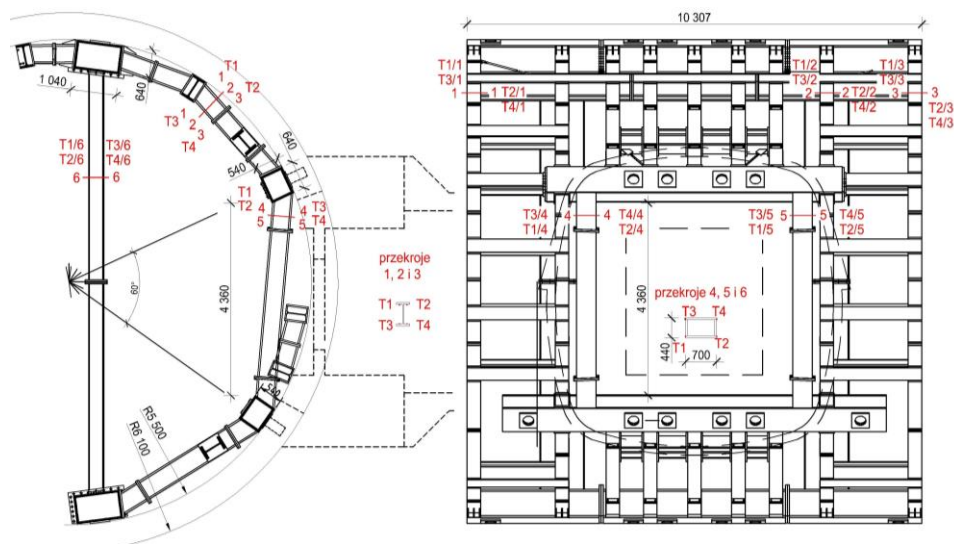 1 040
640
T1
1
2
3
T2
T3
1
2
3
T4
640
540
T1/6
T2/6
T3/6
T4/6
6 6
T1
T2
4
5
4
5
T3
T4
60°
4 360
przekroje
1, 2 i 3
T1 T2
T3 T4
540
R5 500
R6 100
10 307
T1/1
T3/1
1 1
T2/1
T4/1
T1/2
T3/2
2 2
T2/2
T4/2
T1/3
T3/3
3 3
T2/3
T4/3
T3/4
T1/4
4 4
T4/4
T2/4
T3/5
T1/5
5 5
T4/5
T2/5
4 360
przekroje 4, 5 i 6
T3 T4
T1 T2
440
700